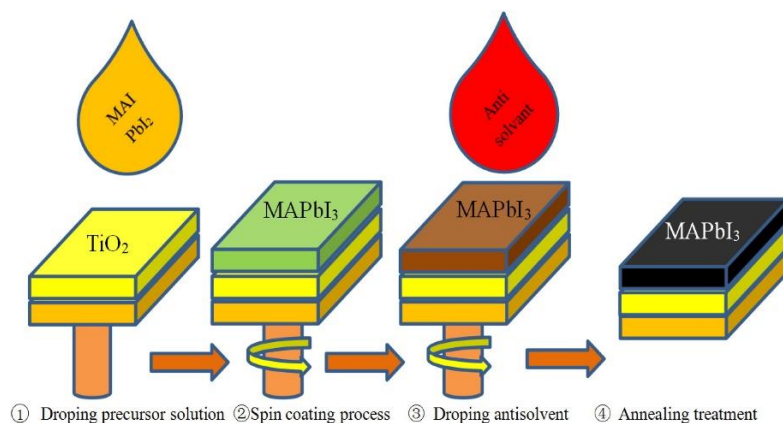 MAI
PbI₂
Anti
solvant
TiO₂
MAPbI₃
MAPbI₃
MAPbI₃
① Droping precursor solution
②Spin coating process
③ Droping antisolvent
④ Annealing treatment